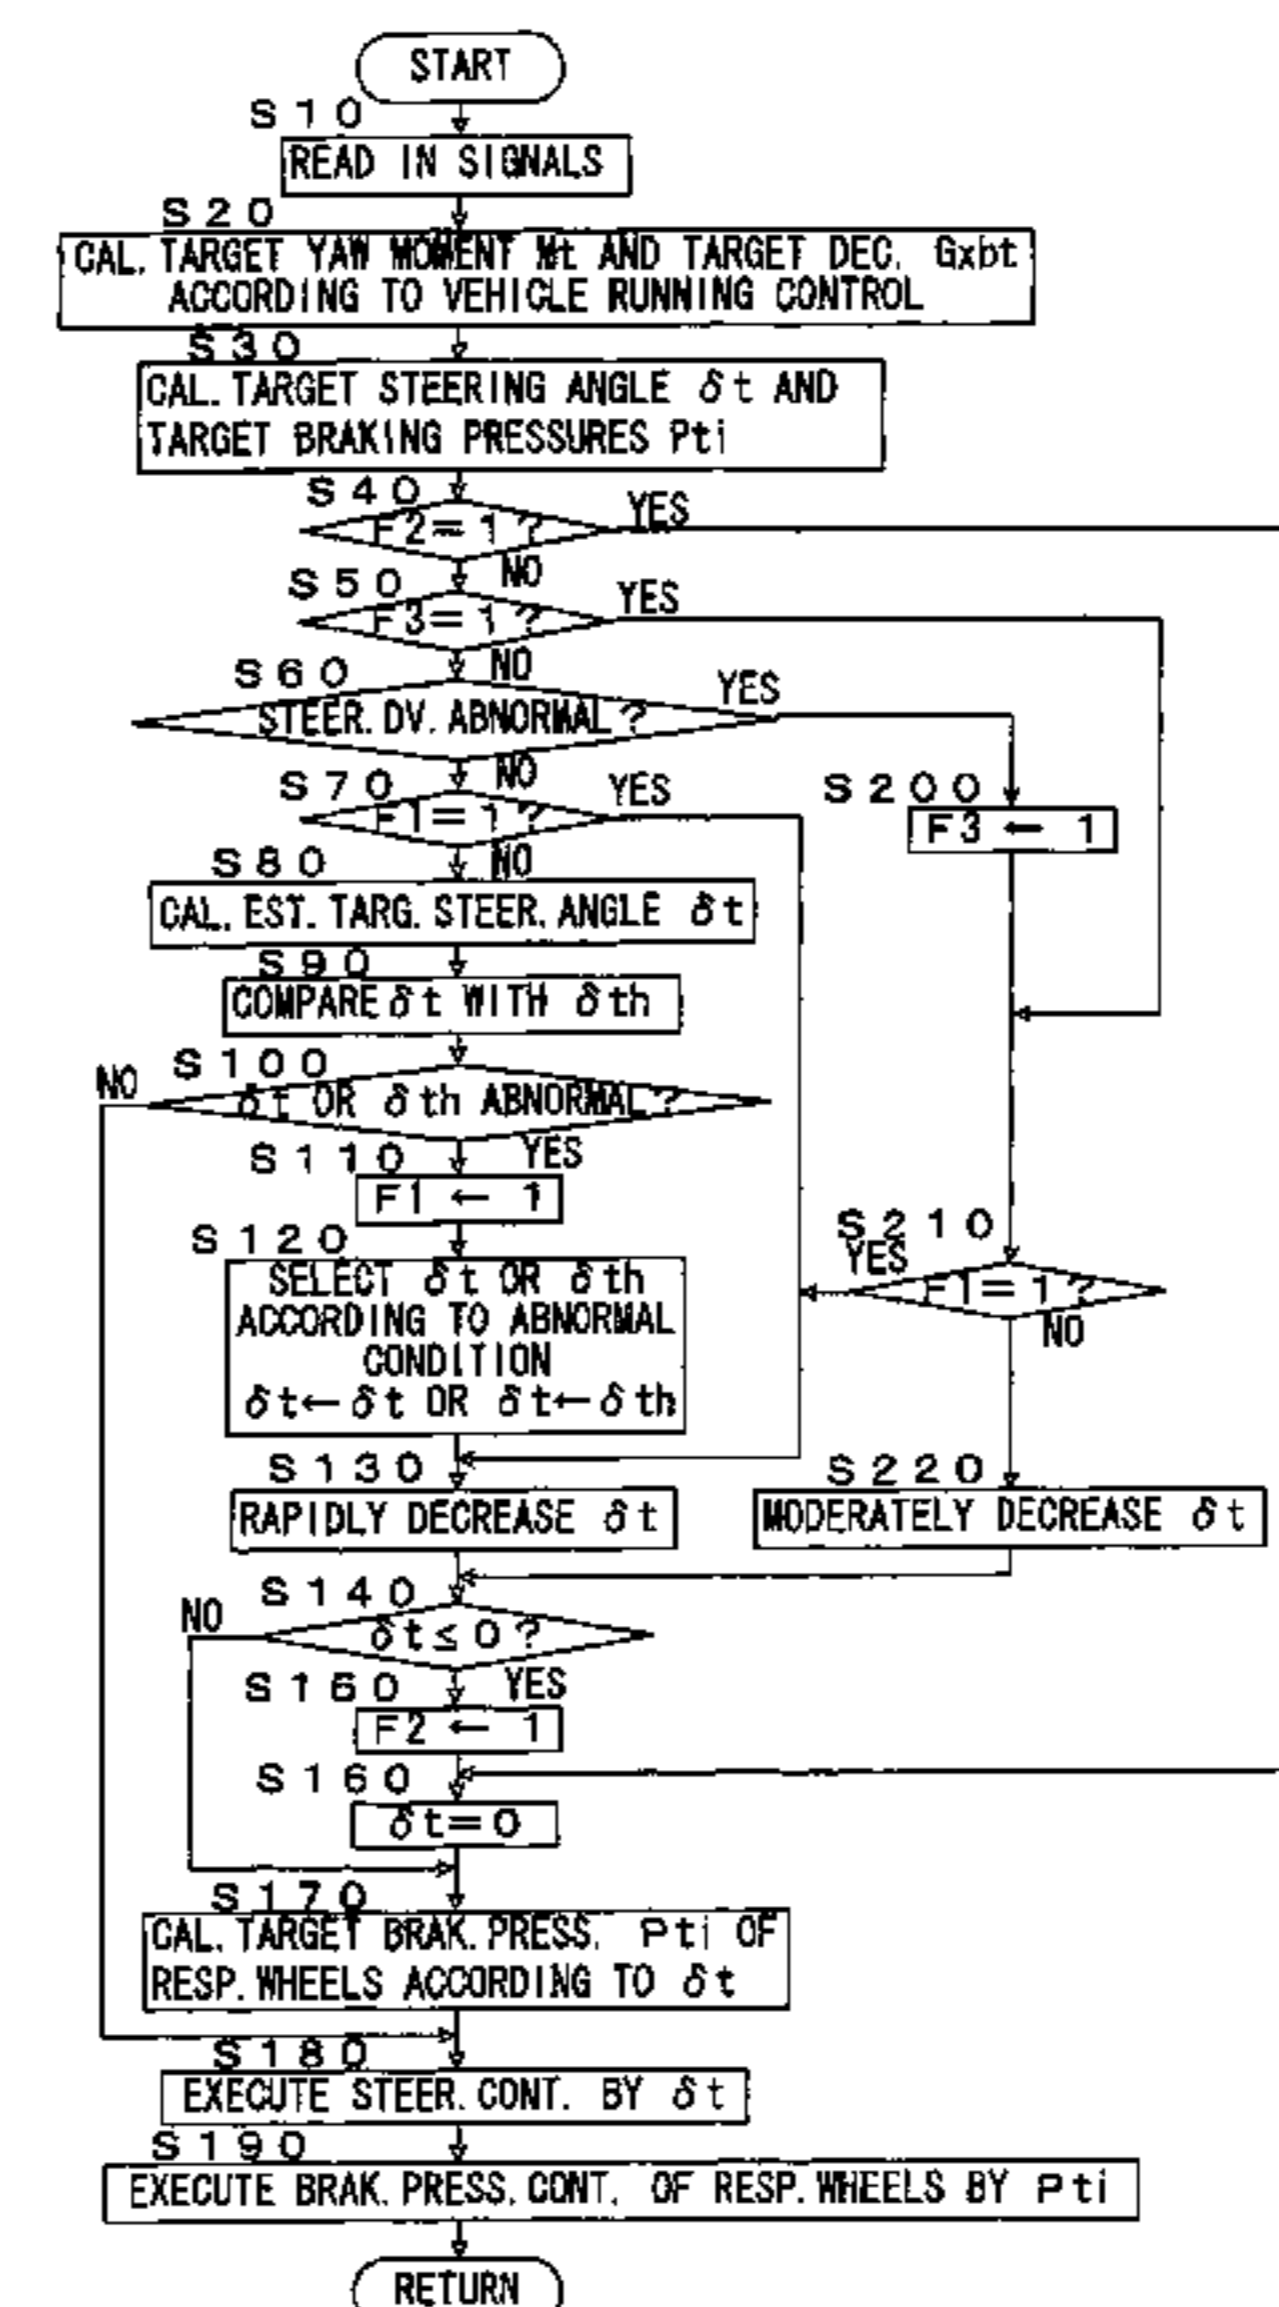 START
S10
READ IN SIGNALS
S20
CAL. TARGET YAW MOMENT Mt AND TARGET DEC. Gxbt
ACCORDING TO VEHICLE RUNNING CONTROL
S30
CAL. TARGET STEERING ANGLE δt AND
TARGET BRAKING PRESSURES Pti
S40
F2=1?
YES
NO
S50
F3=1?
YES
NO
S60
STEER. DV. ABNORMAL?
YES
NO
S70
F1=1?
YES
NO
S200
F3 ← 1
S80
CAL. EST. TARG. STEER. ANGLE δt
S90
COMPARE δt WITH δth
S100
NO
δt OR δth ABNORMAL?
YES
S110
F1 ← 1
S120
SELECT δt OR δth
ACCORDING TO ABNORMAL
CONDITION
δt←δt OR δt←δth
S210
YES
F1=1?
NO
S130
RAPIDLY DECREASE δt
S220
MODERATELY DECREASE δt
S140
NO
δt≤0?
YES
S160
F2 ← 1
S160
δt=0
S170
CAL. TARGET BRAK. PRESS. Pti OF
RESP. WHEELS ACCORDING TO δt
S180
EXECUTE STEER. CONT. BY δt
S190
EXECUTE BRAK. PRESS. CONT. OF RESP. WHEELS BY Pti
RETURN